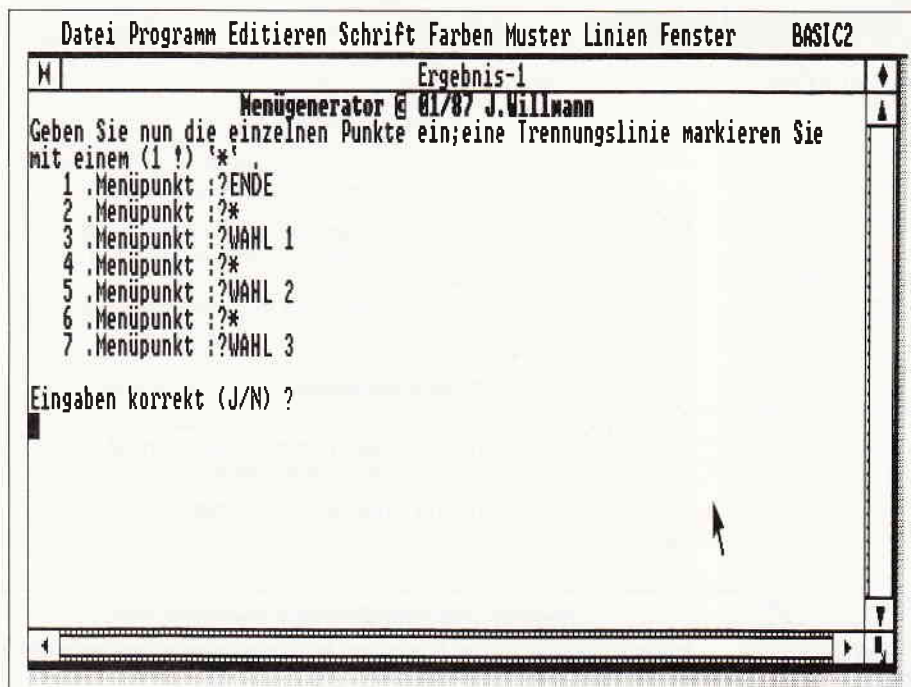 Datei Programm Editieren Schrift Farben Muster Linien Fenster BASIC2
Ergebnis-1
Menügenerator @ 01/87 J.Willmann
Geben Sie nun die einzelnen Punkte ein;eine Trennungslinie markieren Sie
mit einem (1 !) '*' .
1 .Menüpunkt :?ENDE
2 .Menüpunkt :?*
3 .Menüpunkt :?WAHL 1
4 .Menüpunkt :?*
5 .Menüpunkt :?WAHL 2
6 .Menüpunkt :?*
7 .Menüpunkt :?WAHL 3
Eingaben korrekt (J/N) ?